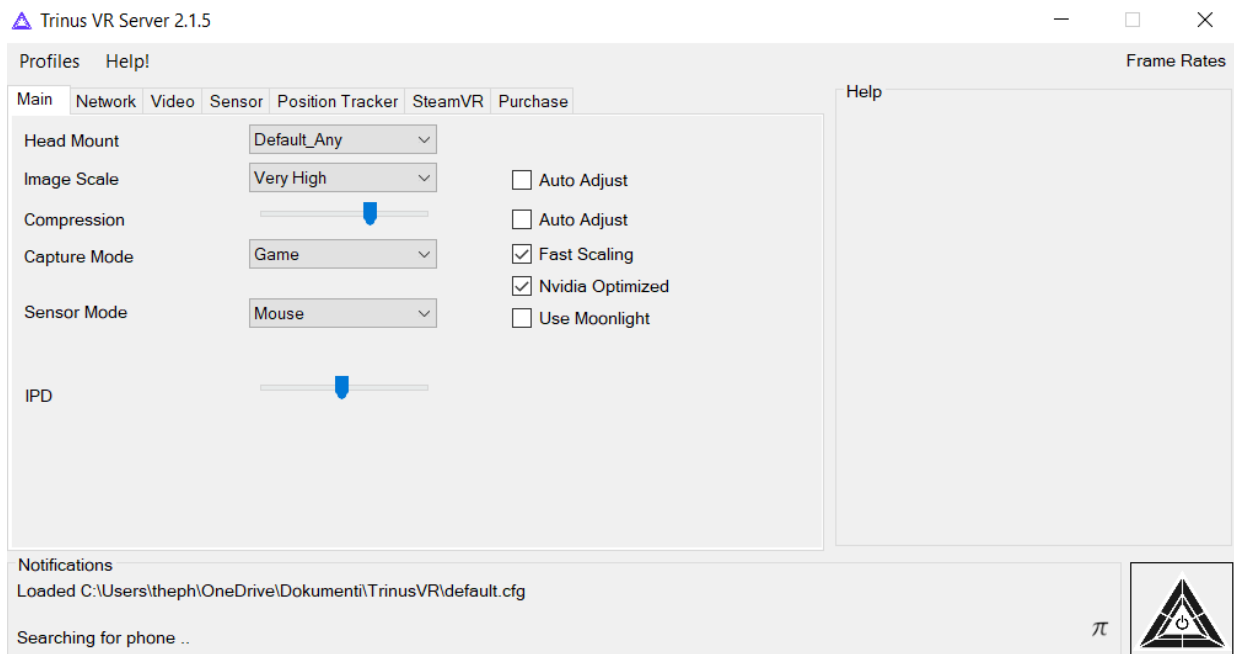 Trinus VR Server 2.1.5
Profiles Help! Frame Rates
Main Network Video Sensor Position Tracker SteamVR Purchase
Help
Head Mount Default_Any
Image Scale Very High Auto Adjust
Compression Auto Adjust
Capture Mode Game Fast Scaling
Nvidia Optimized
Sensor Mode Mouse Use Moonlight
IPD
Notifications
Loaded C:\Users\theph\OneDrive\Dokumenti\TrinusVR\default.cfg
Searching for phone ..
π